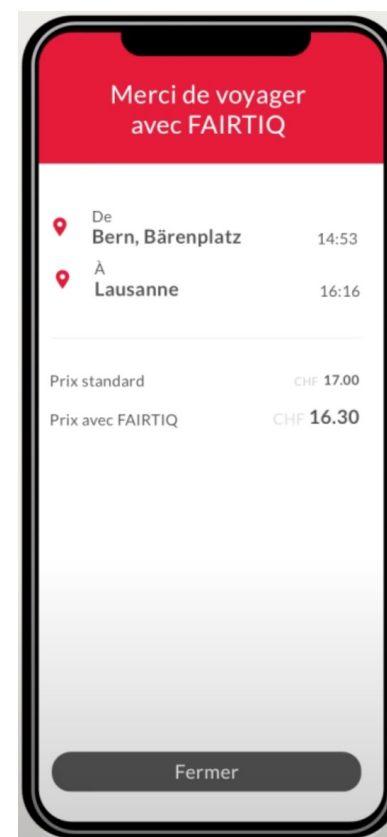 Merci de voyager
avec FAIRTIQ
De
Bern, Bärenplatz 14:53
À
Lausanne 16:16
Prix standard CHF 17.00
Prix avec FAIRTIQ CHF 16.30
Fermer